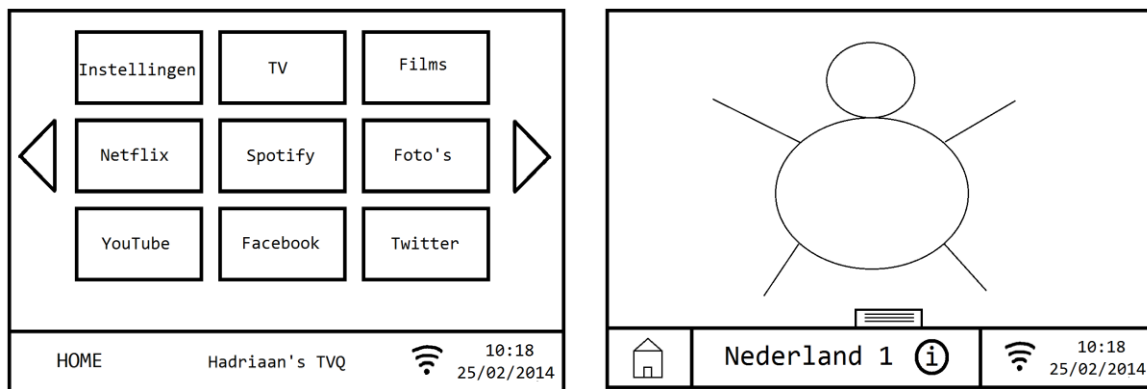 Instellingen
TV
Films
Netflix
Spotify
Foto's
YouTube
Facebook
Twitter
HOME
Hadriaan's TVQ
10:18
25/02/2014
Nederland 1
i
10:18
25/02/2014